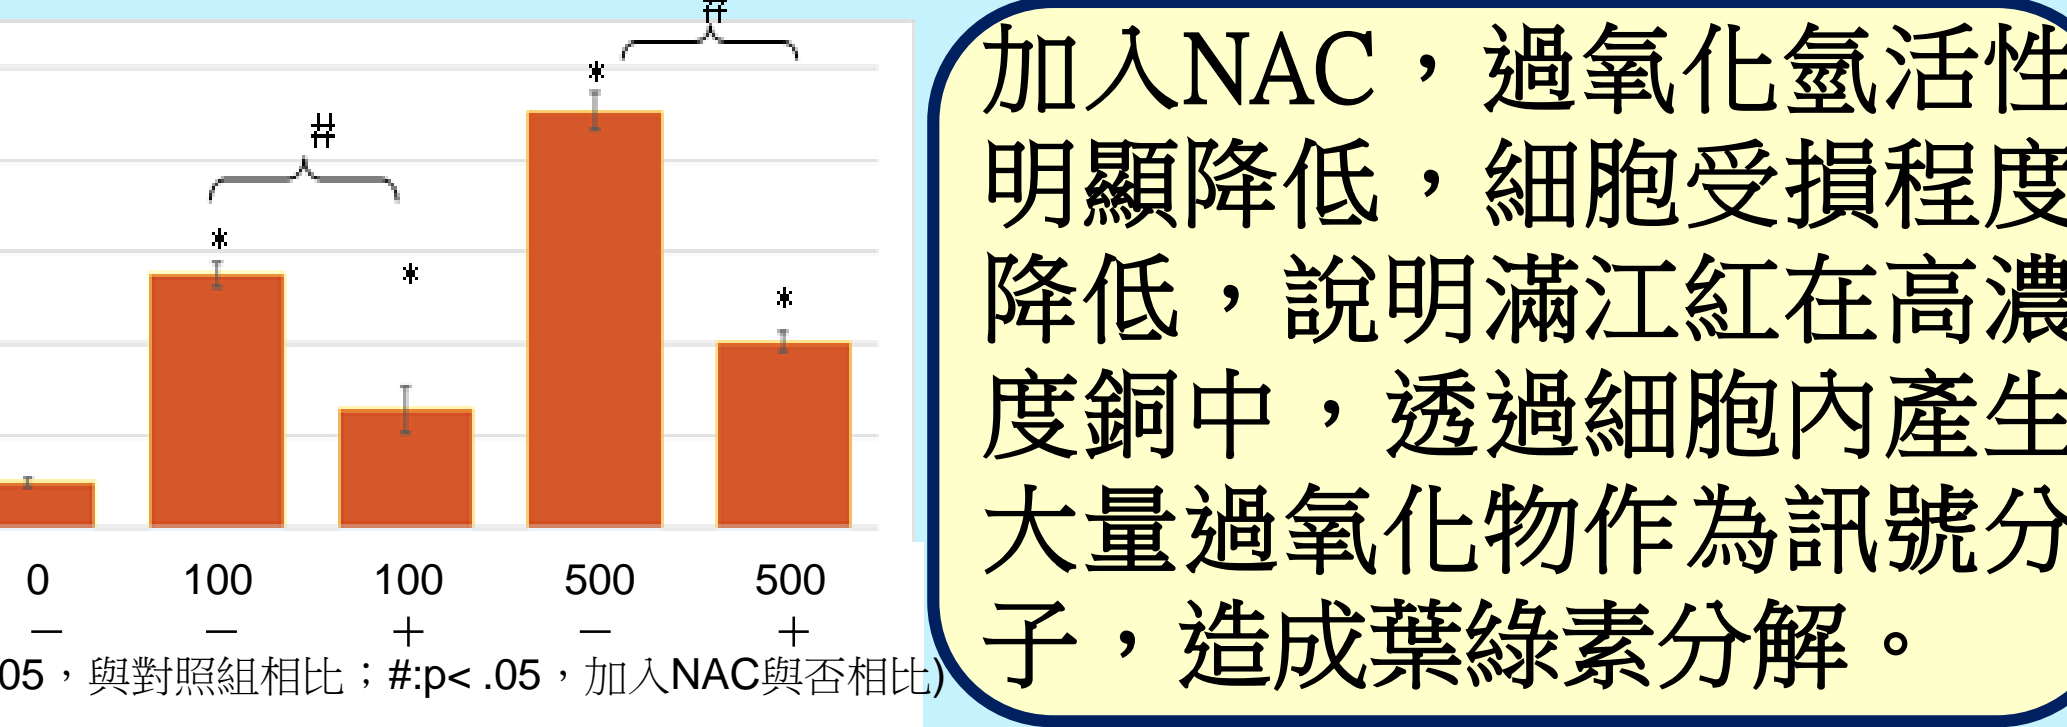 #
*
#
*
*
*
0 100 100 500 500
－ － ＋ － ＋
05，與對照組相比；#:p< .05，加入NAC與否相比)
加入NAC，過氧化氫活性
明顯降低，細胞受損程度
降低，說明滿江紅在高濃
度銅中，透過細胞內產生
大量過氧化物作為訊號分
子，造成葉綠素分解。